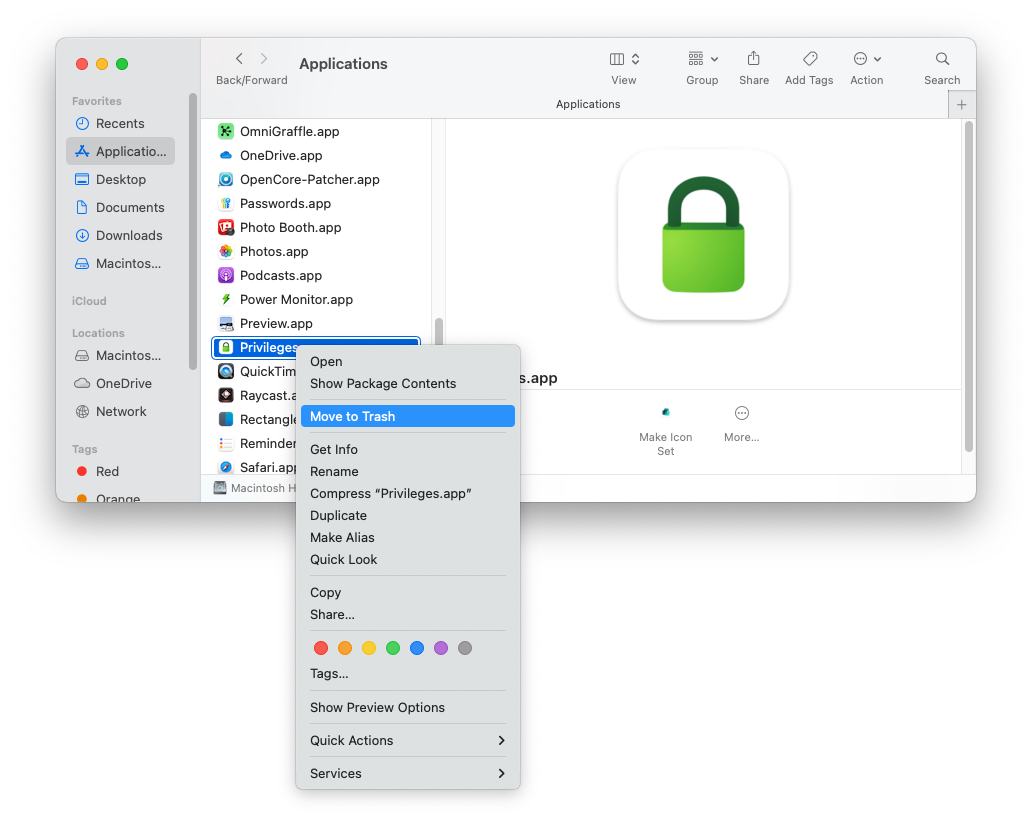 Back/Forward
Applications
View
Group
Share
Add Tags
Action
Search
Applications
Favorites
Recents
Applicatio...
Desktop
Documents
Downloads
Macintos...
iCloud
Locations
Macintos...
OneDrive
Network
Tags
Red
Orange
OmniGraffle.app
OneDrive.app
OpenCore-Patcher.app
Passwords.app
Photo Booth.app
Photos.app
Podcasts.app
Power Monitor.app
Preview.app
Privileges
QuickTim
Raycast.a
Rectangle
Reminder
Safari.app
Macintosh H
s.app
Make Icon
Set
More...
Open
Show Package Contents
Move to Trash
Get Info
Rename
Compress “Privileges.app”
Duplicate
Make Alias
Quick Look
Copy
Share...
Tags...
Show Preview Options
Quick Actions
Services